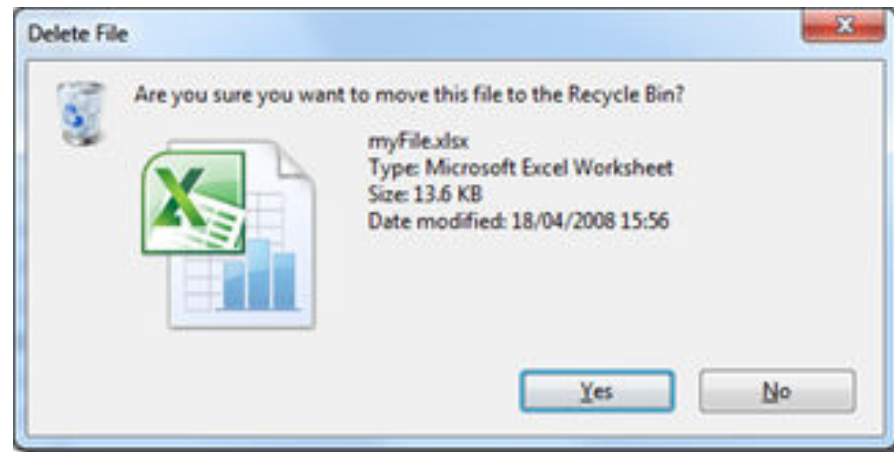 Delete File
Are you sure you want to move this file to the Recycle Bin?
myFile.xlsx
Type: Microsoft Excel Worksheet
Size: 13.6 KB
Date modified: 18/04/2008 15:56
Yes
No